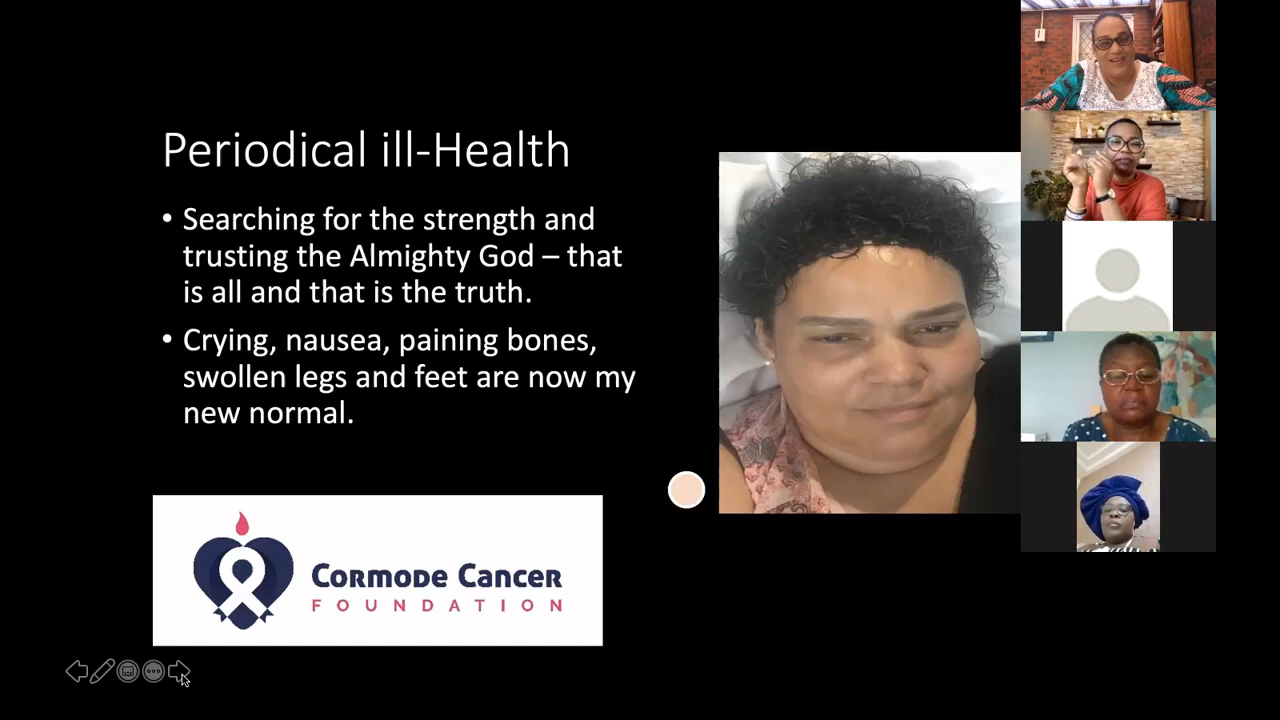 Periodical ill-Health
• Searching for the strength and
trusting the Almighty God – that
is all and that is the truth.
• Crying, nausea, paining bones,
swollen legs and feet are now my
new normal.
Cormode Cancer
FOUNDATION